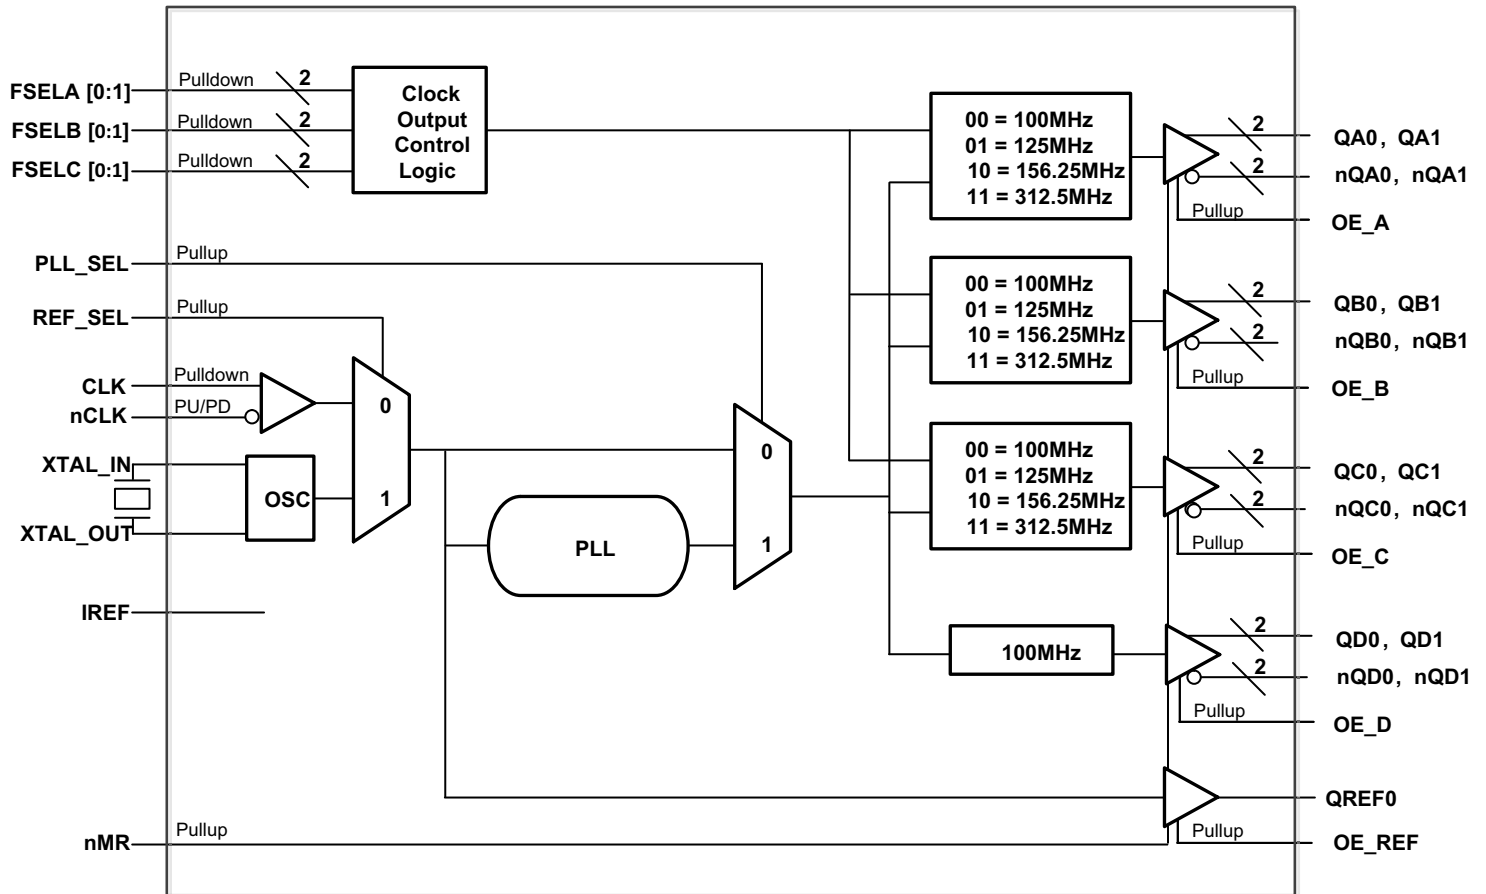 FSELA [0:1]
Pulldown
2
FSELB [0:1]
Pulldown
2
FSELC [0:1]
Pulldown
2
Clock
Output
Control
Logic
PLL_SEL
Pullup
REF_SEL
Pullup
CLK
Pulldown
nCLK
PU/PD
XTAL_IN
XTAL_OUT
OSC
0
1
PLL
0
1
IREF
nMR
Pullup
00 = 100MHz
01 = 125MHz
10 = 156.25MHz
11 = 312.5MHz
2
QA0, QA1
2
nQA0, nQA1
Pullup
OE_A
00 = 100MHz
01 = 125MHz
10 = 156.25MHz
11 = 312.5MHz
2
QB0, QB1
2
nQB0, nQB1
Pullup
OE_B
00 = 100MHz
01 = 125MHz
10 = 156.25MHz
11 = 312.5MHz
2
QC0, QC1
2
nQC0, nQC1
Pullup
OE_C
100MHz
2
QD0, QD1
2
nQD0, nQD1
Pullup
OE_D
QREF0
Pullup
OE_REF